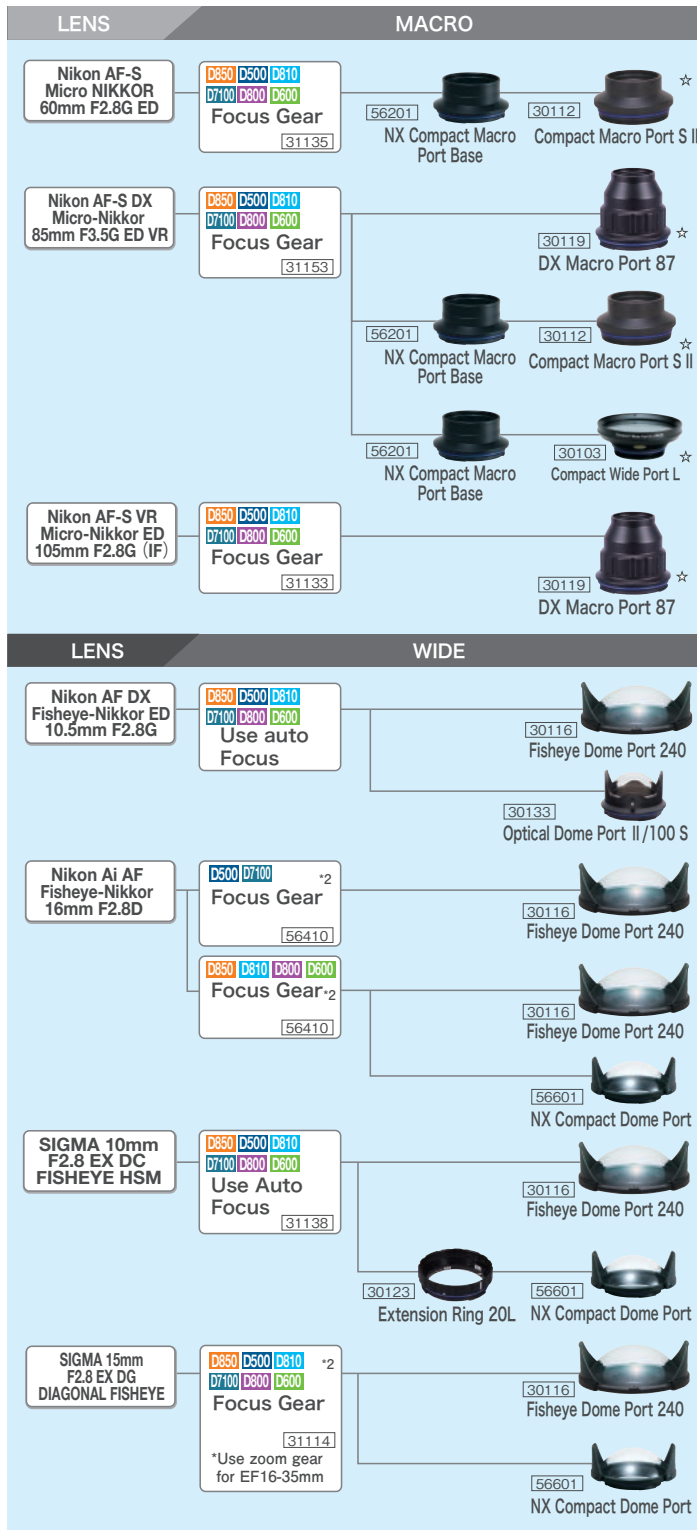 LENS MACRO
Nikon AF-S
Micro NIKKOR
60mm F2.8G ED
D850 D500 D810
D7100 D800 D600
Focus Gear
31135
56201
NX Compact Macro
Port Base
30112
☆
Compact Macro Port S II
Nikon AF-S DX
Micro-Nikkor
85mm F3.5G ED VR
D850 D500 D810
D7100 D800 D600
Focus Gear
31153
30119
☆
DX Macro Port 87
56201
NX Compact Macro
Port Base
30112
☆
Compact Macro Port S II
56201
NX Compact Macro
Port Base
30103
☆
Compact Wide Port L
Nikon AF-S VR
Micro-Nikkor ED
105mm F2.8G (IF)
D850 D500 D810
D7100 D800 D600
Focus Gear
31133
30119
☆
DX Macro Port 87
LENS WIDE
Nikon AF DX
Fisheye-Nikkor ED
10.5mm F2.8G
D850 D500 D810
D7100 D800 D600
Use auto
Focus
30116
Fisheye Dome Port 240
30133
Optical Dome Port Ⅱ/100 S
Nikon Ai AF
Fisheye-Nikkor
16mm F2.8D
D500 D7100 *2
Focus Gear
56410
30116
Fisheye Dome Port 240
D850 D810 D800 D600
Focus Gear*2
56410
30116
Fisheye Dome Port 240
56601
NX Compact Dome Port
SIGMA 10mm
F2.8 EX DC
FISHEYE HSM
D850 D500 D810
D7100 D800 D600
Use Auto
Focus
31138
30116
Fisheye Dome Port 240
30123
Extension Ring 20L
56601
NX Compact Dome Port
SIGMA 15mm
F2.8 EX DG
DIAGONAL FISHEYE
D850 D500 D810 *2
D7100 D800 D600
Focus Gear
31114
*Use zoom gear
for EF16-35mm
30116
Fisheye Dome Port 240
56601
NX Compact Dome Port